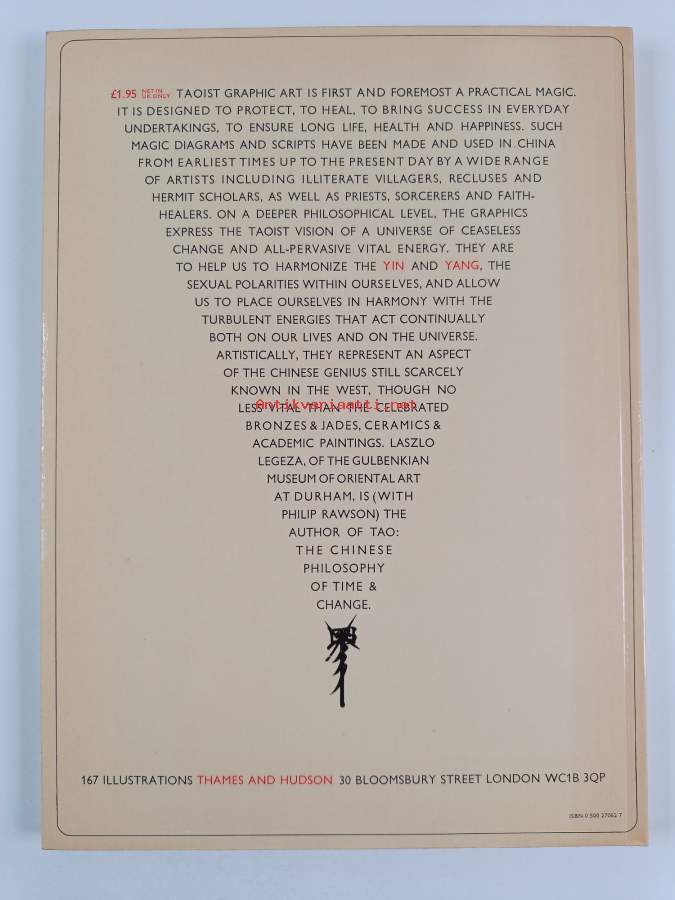 £1.95 NET IN UK ONLY TAOIST GRAPHIC ART IS FIRST AND FOREMOST A PRACTICAL MAGIC.
IT IS DESIGNED TO PROTECT, TO HEAL, TO BRING SUCCESS IN EVERYDAY
UNDERTAKINGS, TO ENSURE LONG LIFE, HEALTH AND HAPPINESS. SUCH
MAGIC DIAGRAMS AND SCRIPTS HAVE BEEN MADE AND USED IN CHINA
FROM EARLIEST TIMES UP TO THE PRESENT DAY BY A WIDE RANGE
OF ARTISTS INCLUDING ILLITERATE VILLAGERS, RECLUSES AND
HERMIT SCHOLARS, AS WELL AS PRIESTS, SORCERERS AND FAITH-
HEALERS. ON A DEEPER PHILOSOPHICAL LEVEL, THE GRAPHICS
EXPRESS THE TAOIST VISION OF A UNIVERSE OF CEASELESS
CHANGE AND ALL-PERVASIVE VITAL ENERGY. THEY ARE
TO HELP US TO HARMONIZE THE YIN AND YANG, THE
SEXUAL POLARITIES WITHIN OURSELVES, AND ALLOW
US TO PLACE OURSELVES IN HARMONY WITH THE
TURBULENT ENERGIES THAT ACT CONTINUALLY
BOTH ON OUR LIVES AND ON THE UNIVERSE.
ARTISTICALLY, THEY REPRESENT AN ASPECT
OF THE CHINESE GENIUS STILL SCARCELY
KNOWN IN THE WEST, THOUGH NO
LESS VITAL THAN THE CELEBRATED
Antikvariaatti.net
BRONZES & JADES, CERAMICS &
ACADEMIC PAINTINGS. LASZLO
LEGEZA, OF THE GULBENKIAN
MUSEUM OF ORIENTAL ART
AT DURHAM, IS (WITH
PHILIP RAWSON) THE
AUTHOR OF TAO:
THE CHINESE
PHILOSOPHY
OF TIME &
CHANGE.
167 ILLUSTRATIONS THAMES AND HUDSON 30 BLOOMSBURY STREET LONDON WC1B 3QP
ISBN 0 500 27062 7